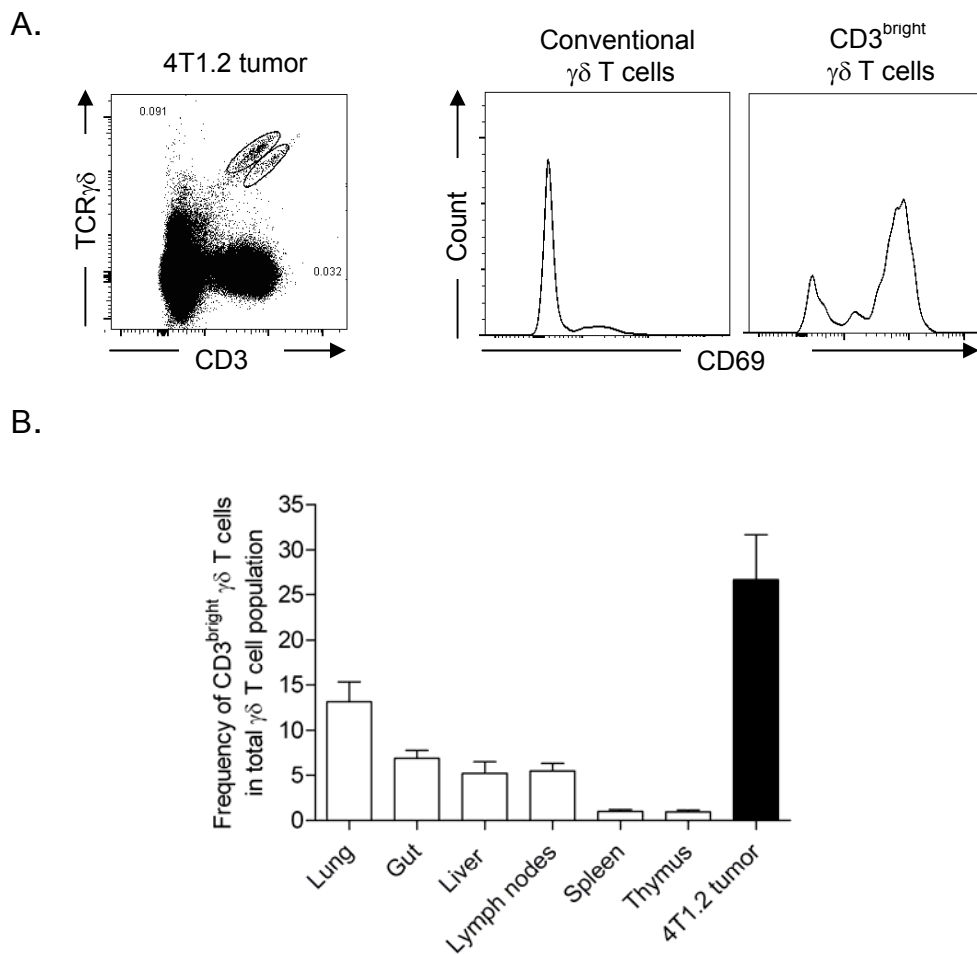 A.
4T1.2 tumor
0.091
0.032
TCRγδ
CD3
Conventional
γδ T cells
CD3bright
γδ T cells
Count
CD69
B.
Frequency of CD3bright γδ T cells
in total γδ T cell population
35
30
25
20
15
10
5
0
Lung
Gut
Liver
Lymph nodes
Spleen
Thymus
4T1.2 tumor